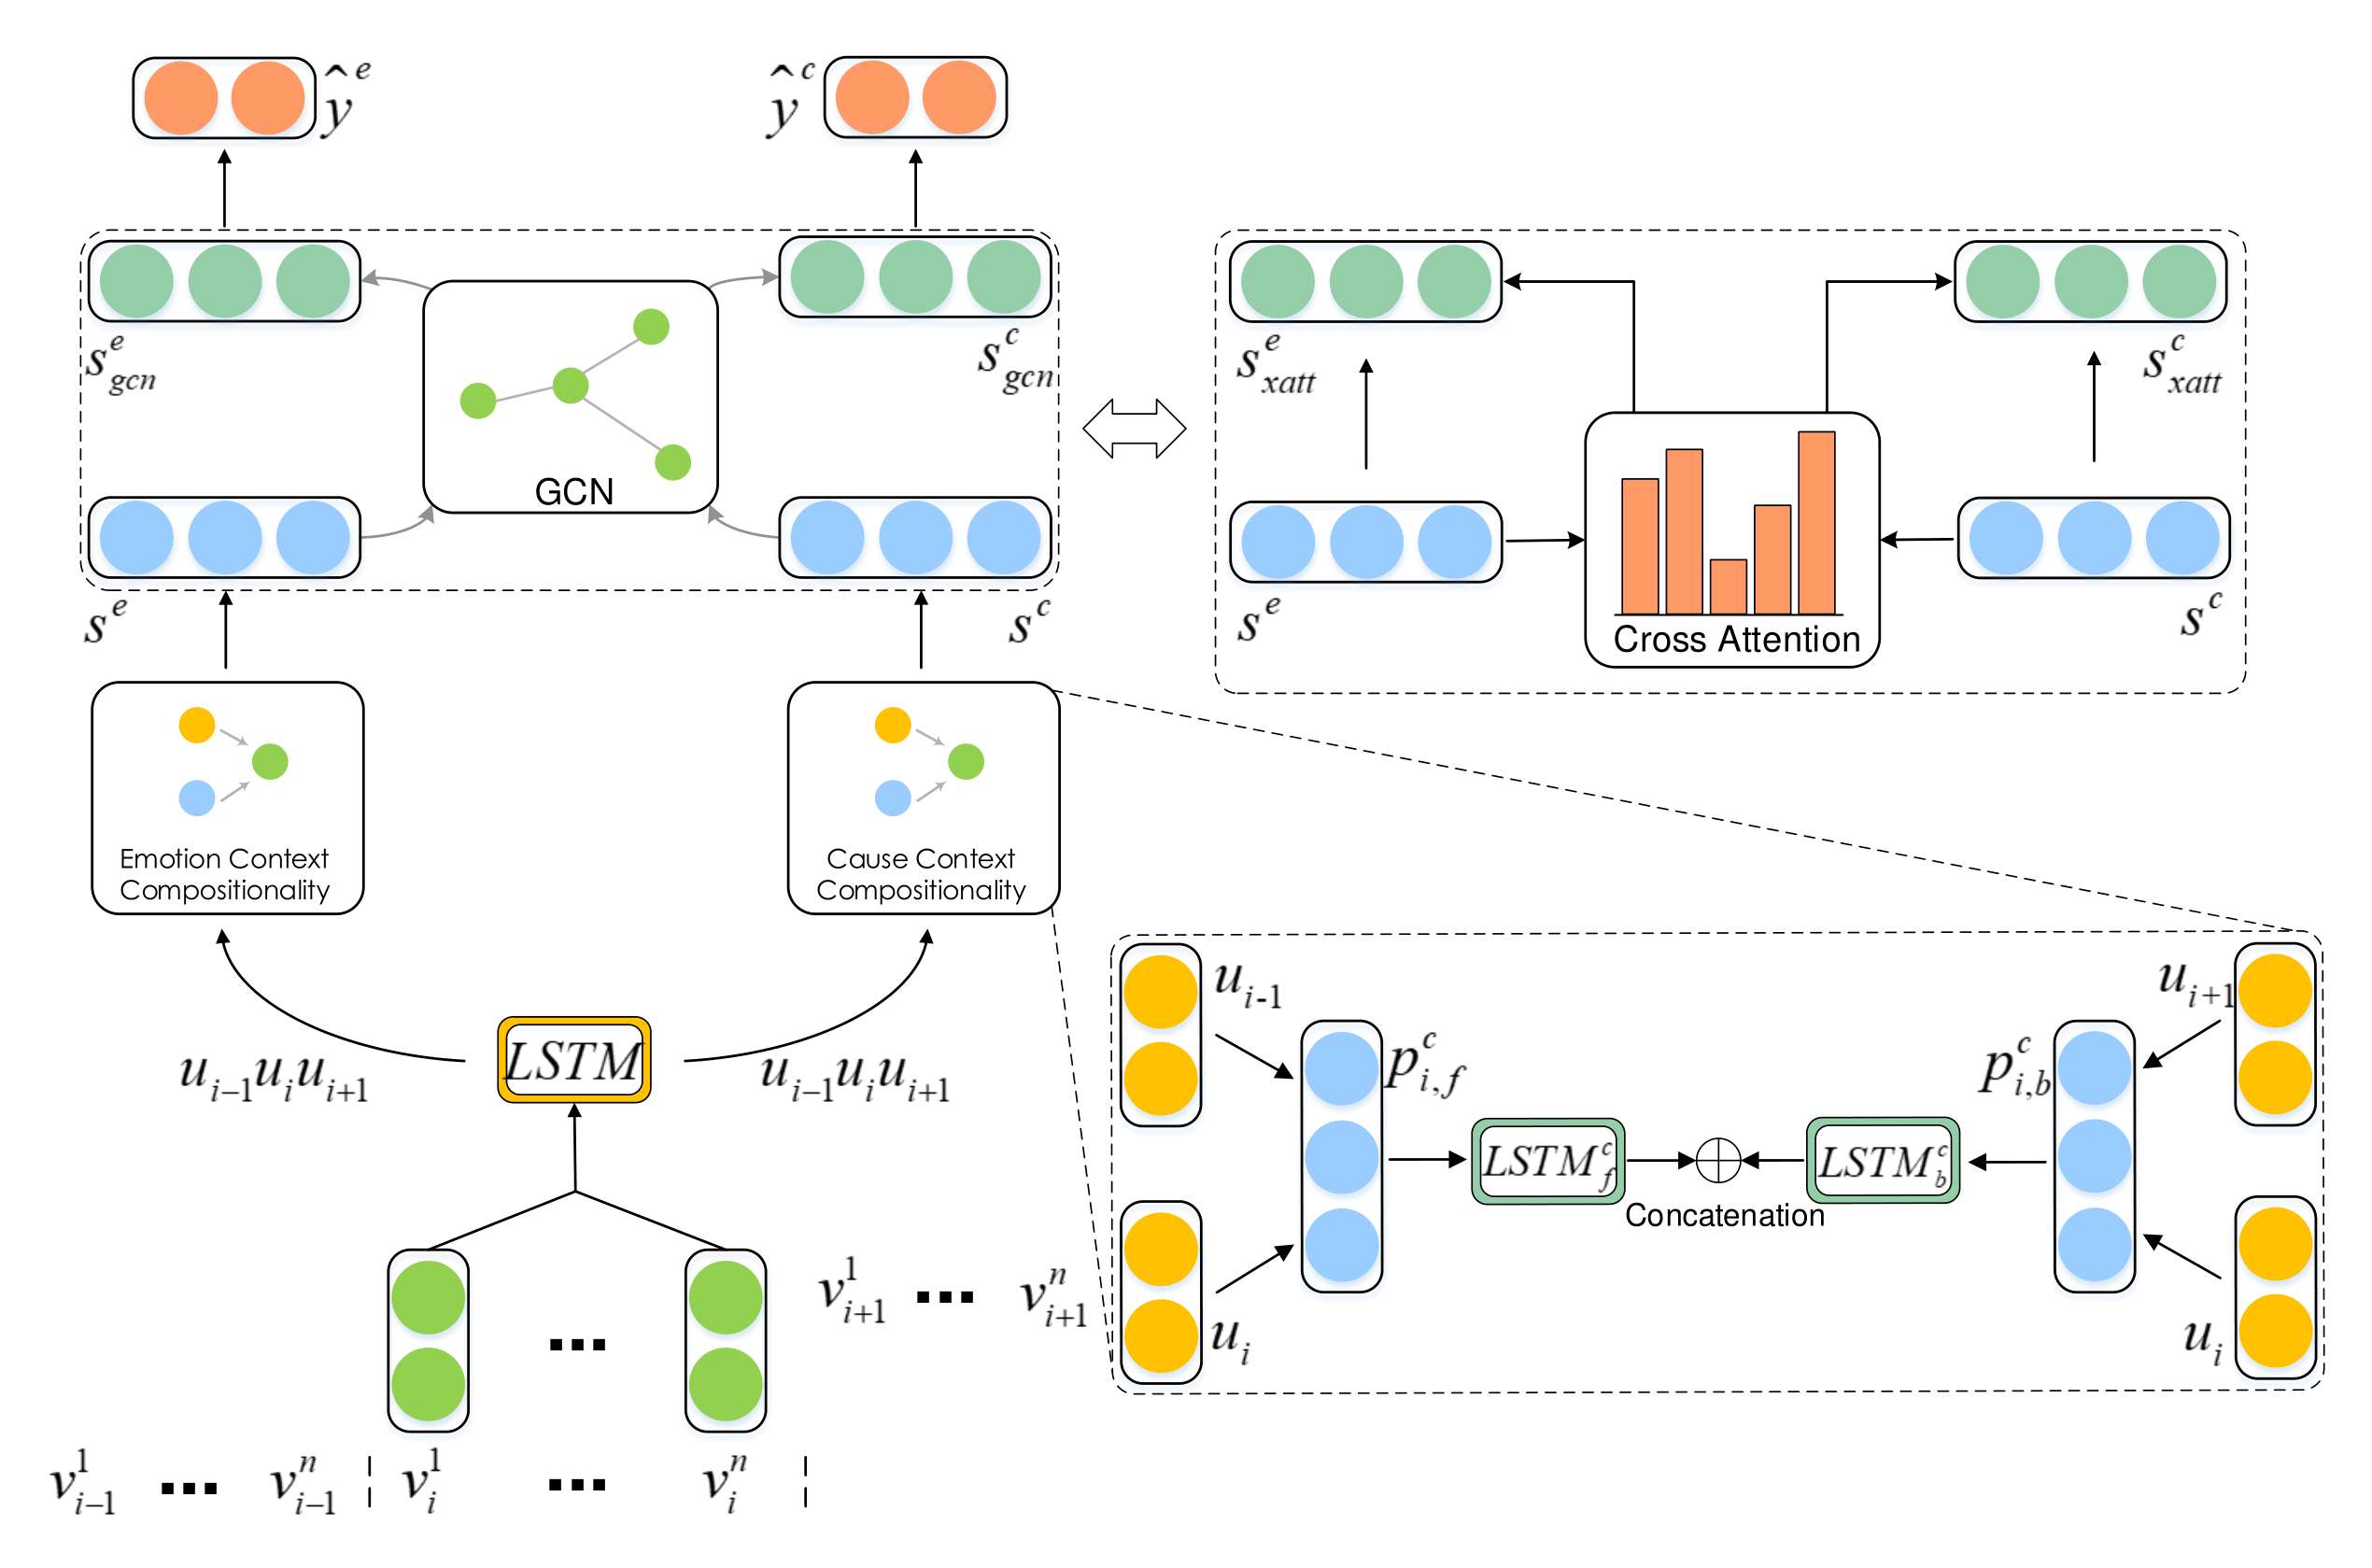 ŷ^e
ŷ^c
s^e_{gcn}
s^c_{gcn}
GCN
s^e
s^c
s^e_{xatt}
s^c_{xatt}
Cross Attention
s^e
s^c
Emotion Context
Compositionality
Cause Context
Compositionality
u_{i-1}u_iu_{i+1}
LSTM
u_{i-1}u_iu_{i+1}
u_{i-1}
p^c_{i,f}
LSTM^c_f
Concatenation
LSTM^c_b
p^c_{i,b}
u_{i+1}
u_i
u_i
v^1_{i+1} ... v^n_{i+1}
...
v^1_{i-1} ... v^n_{i-1} | v^1_i ... v^n_i |